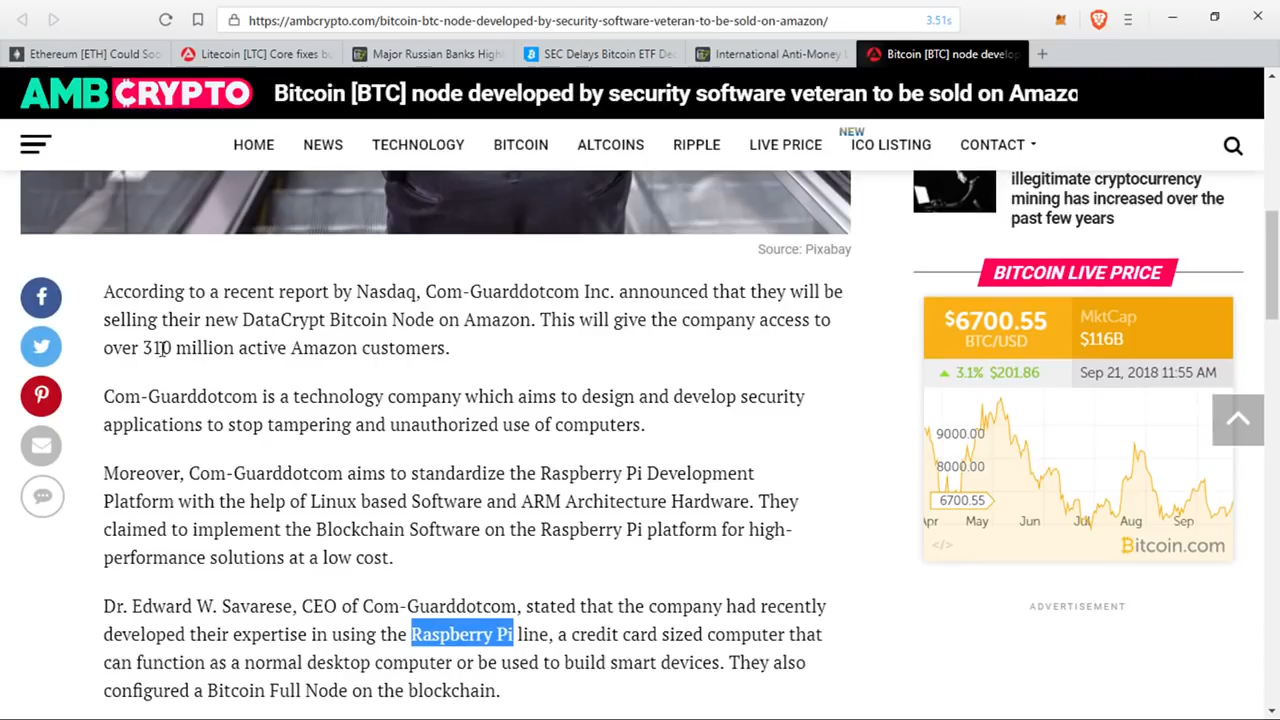 https://ambcrypto.com/bitcoin-btc-node-developed-by-security-software-veteran-to-be-sold-on-amazon/ 3.51s
Ethereum [ETH] Could Soo
Litecoin [LTC] Core fixes bu
Major Russian Banks High
SEC Delays Bitcoin ETF Dec
International Anti-Money L
Bitcoin [BTC] node develop
AMBCRYPTO Bitcoin [BTC] node developed by security software veteran to be sold on Amazo
HOME NEWS TECHNOLOGY BITCOIN ALTCOINS RIPPLE LIVE PRICE NEW ICO LISTING CONTACT
illegitimate cryptocurrency
mining has increased over the
past few years
Source: Pixabay
According to a recent report by Nasdaq, Com-Guarddotcom Inc. announced that they will be
selling their new DataCrypt Bitcoin Node on Amazon. This will give the company access to
over 310 million active Amazon customers.
Com-Guarddotcom is a technology company which aims to design and develop security
applications to stop tampering and unauthorized use of computers.
Moreover, Com-Guarddotcom aims to standardize the Raspberry Pi Development
Platform with the help of Linux based Software and ARM Architecture Hardware. They
claimed to implement the Blockchain Software on the Raspberry Pi platform for high-
performance solutions at a low cost.
Dr. Edward W. Savarese, CEO of Com-Guarddotcom, stated that the company had recently
developed their expertise in using the Raspberry Pi line, a credit card sized computer that
can function as a normal desktop computer or be used to build smart devices. They also
configured a Bitcoin Full Node on the blockchain.
BITCOIN LIVE PRICE
$6700.55
BTC/USD
MktCap
$116B
3.1% $201.86
Sep 21, 2018 11:55 AM
9000.00
8000.00
6700.55
Apr May Jun Jul Aug Sep
</>
Bitcoin.com
ADVERTISEMENT